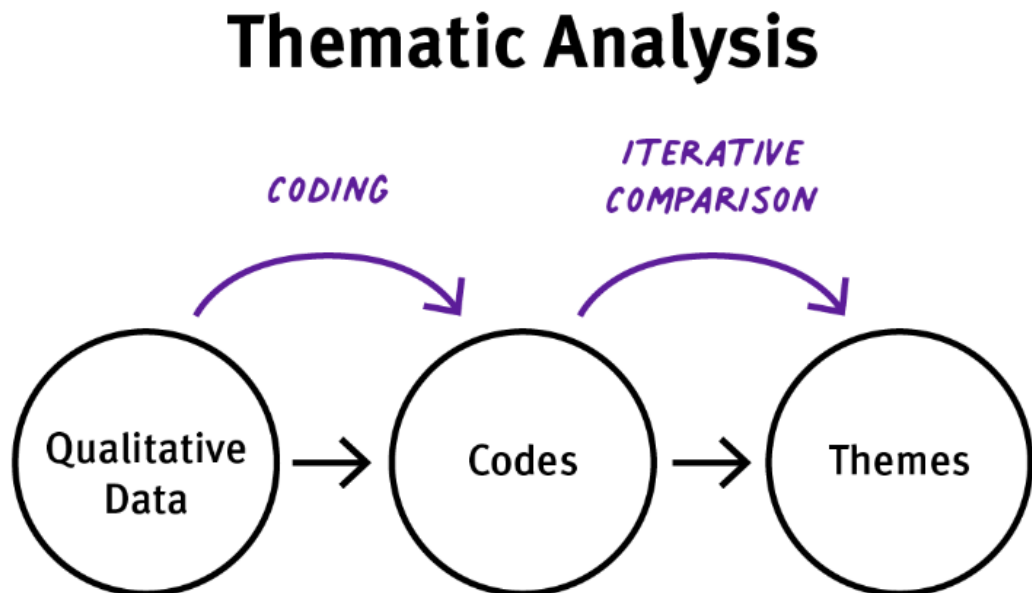 Thematic Analysis
CODING
ITERATIVE
COMPARISON
Qualitative
Data
Codes
Themes